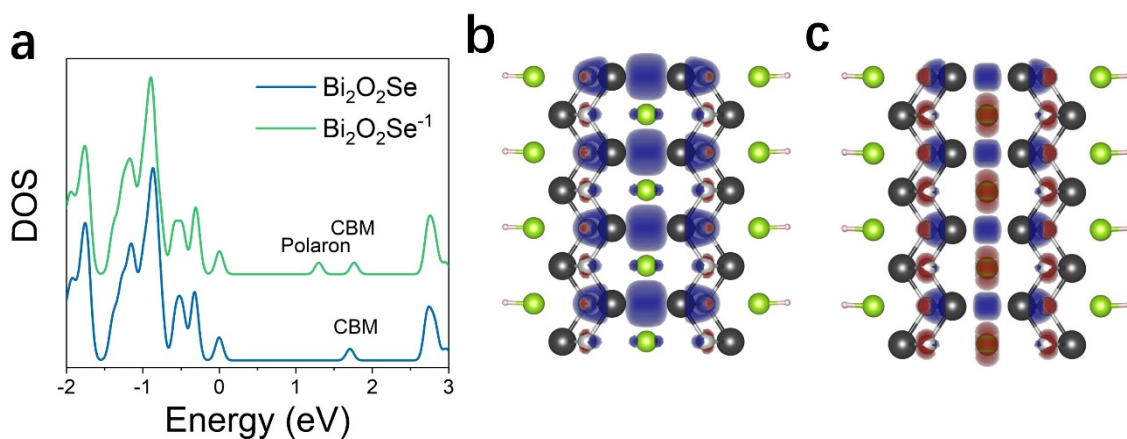 a
b
c
Bi₂O₂Se
Bi₂O₂Se⁻¹
DOS
CBM
Polaron
CBM
-2 -1 0 1 2 3
Energy (eV)